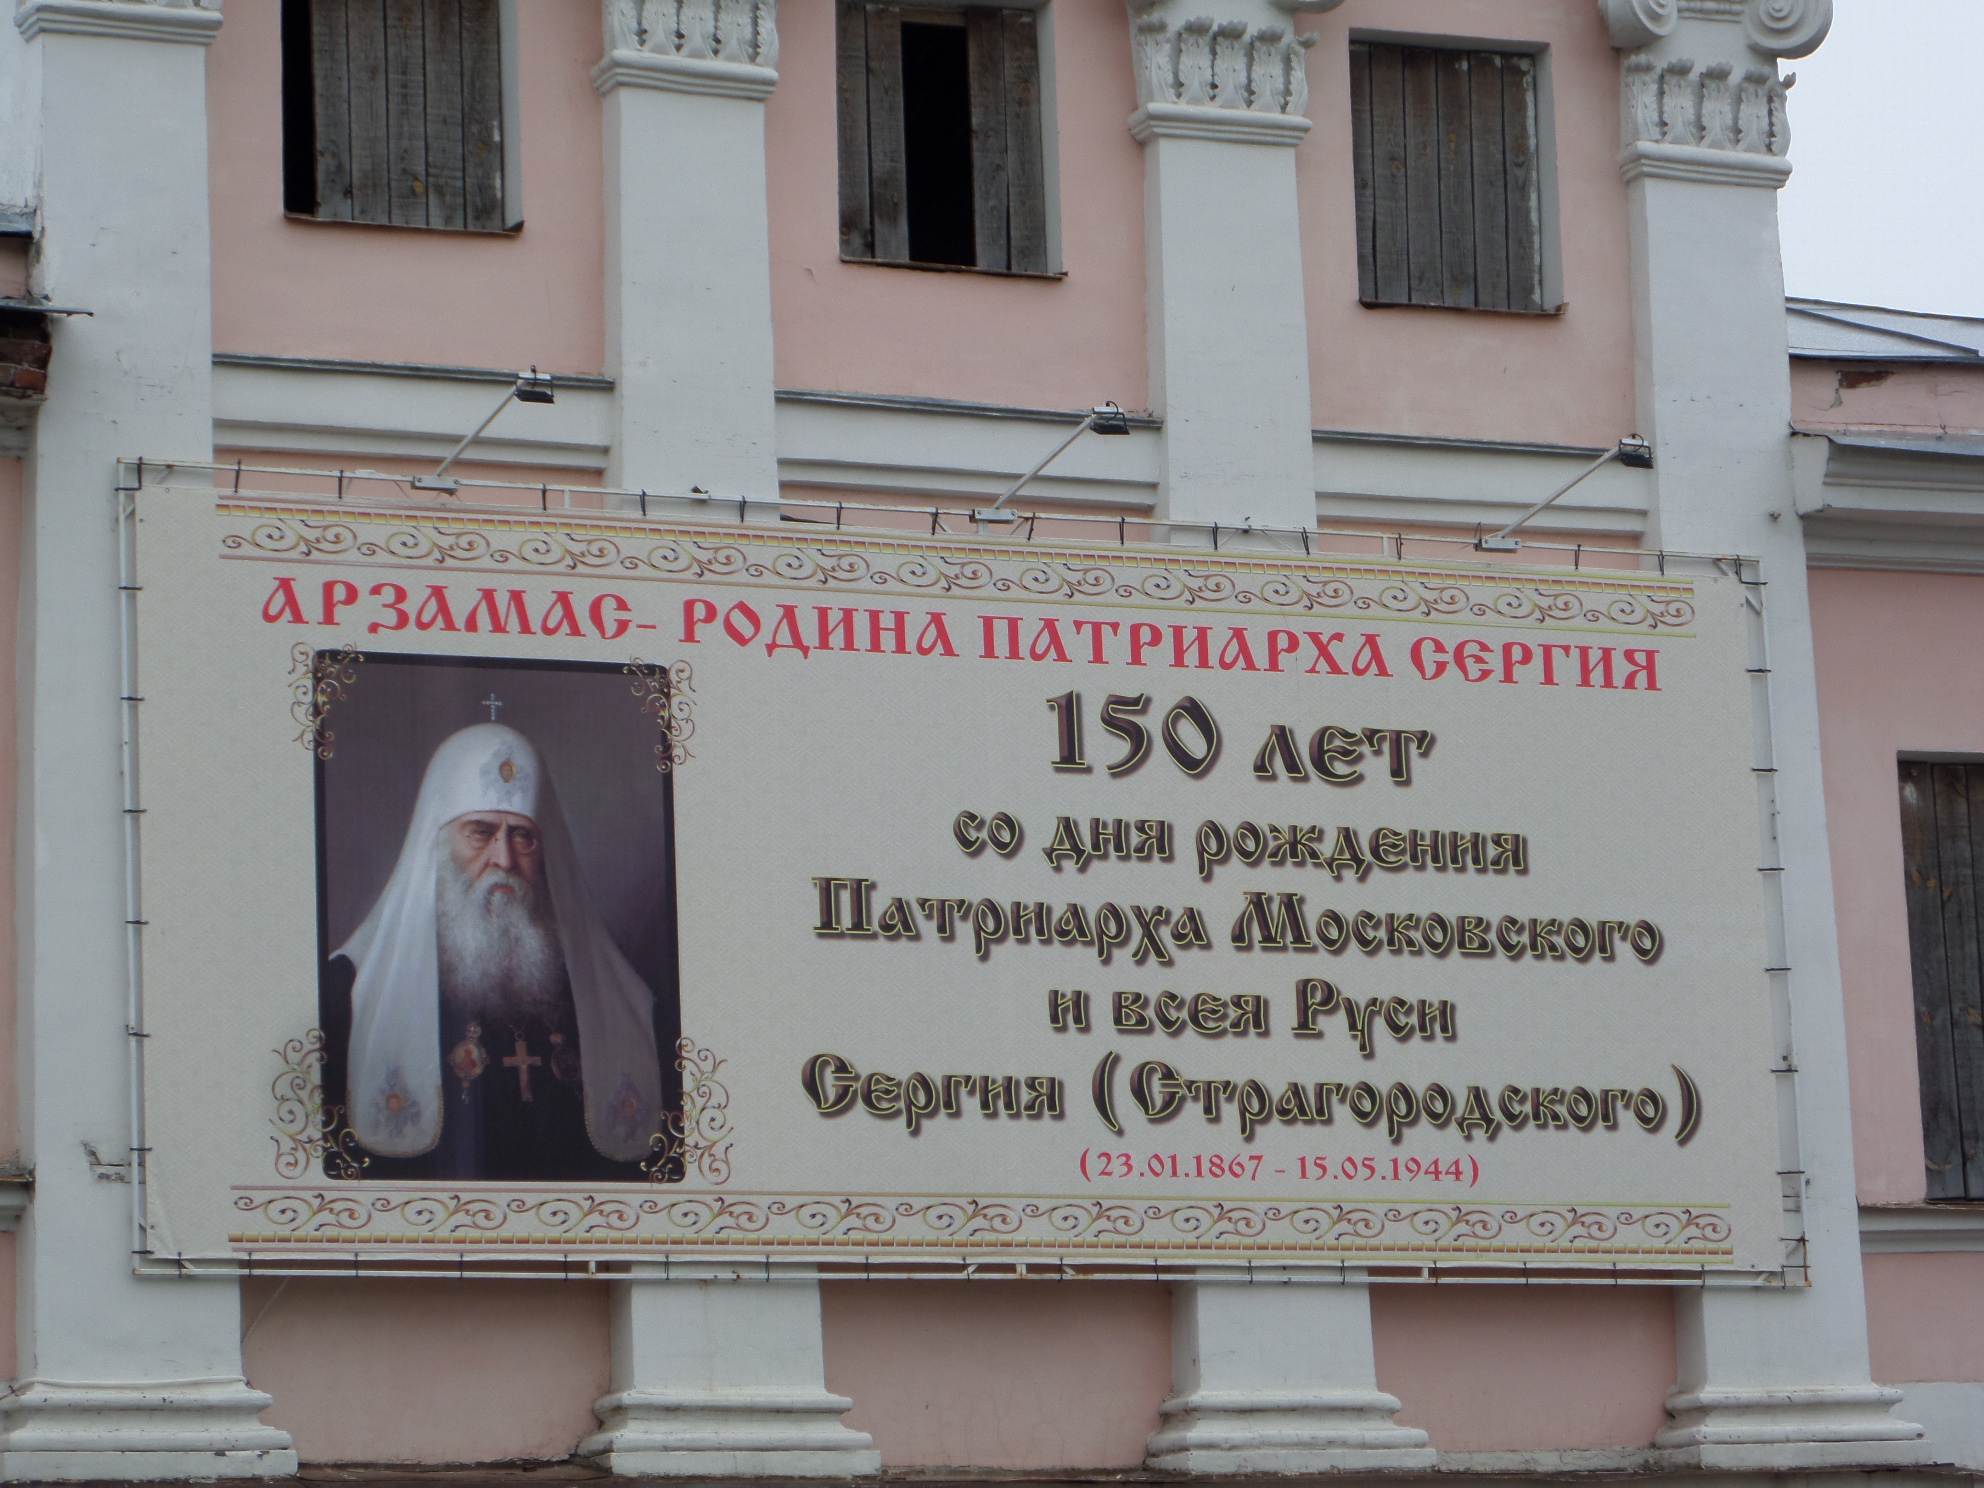 АРЗАМАС- РОДИНА ПАТРИАРХА СЕРГИЯ
150 лет
со дня рождения
Патриарха Московского
и всея Руси
Сергия (Страгородского)
(23.01.1867 - 15.05.1944)